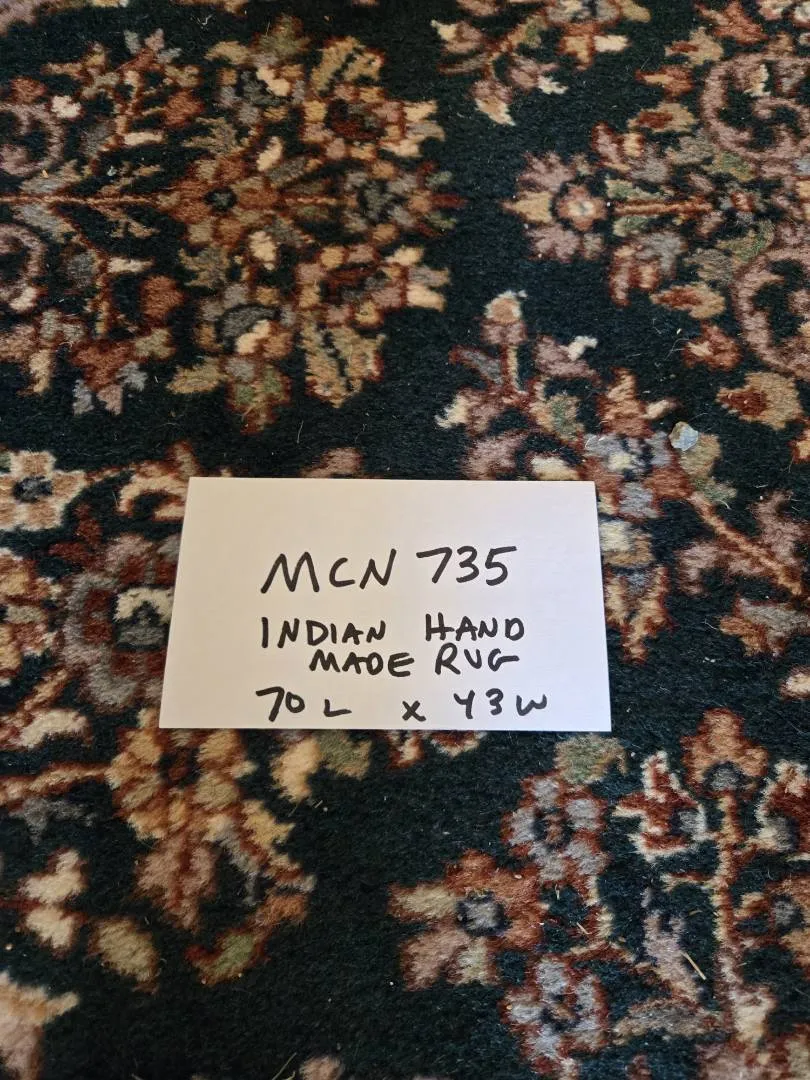 MCN 735
INDIAN HAND
MADE RUG
70 L x 43 W